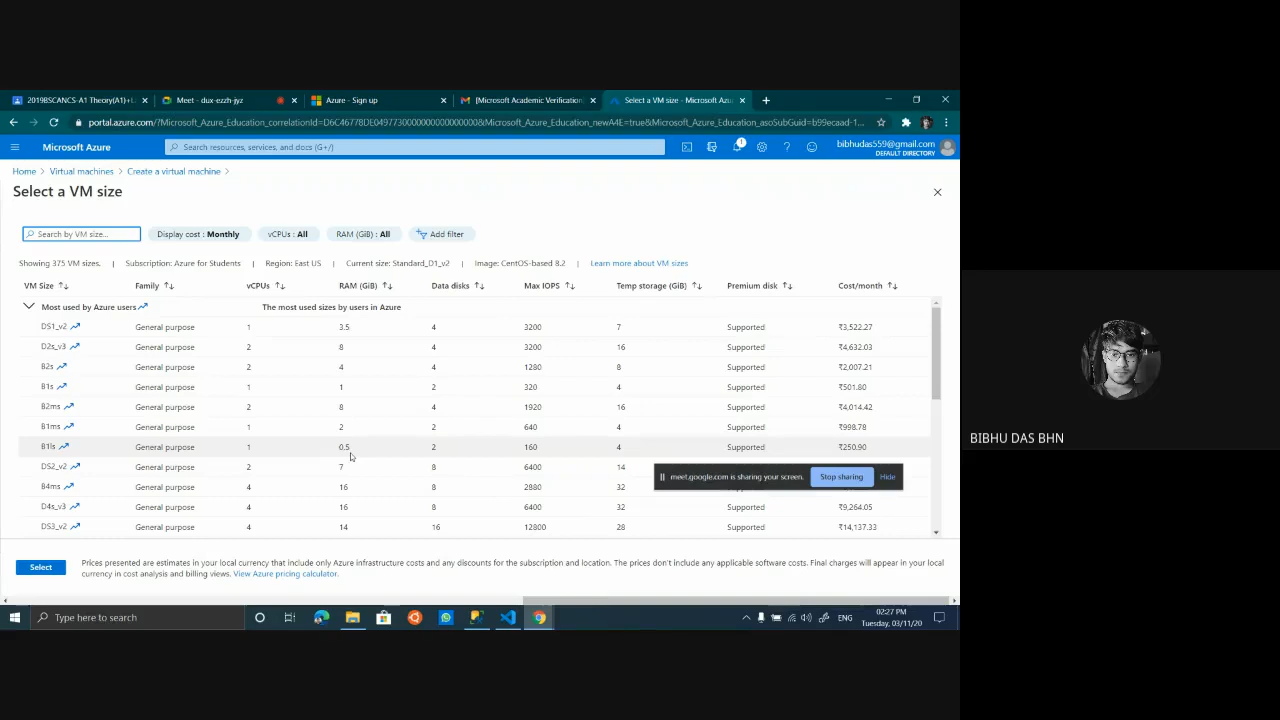 2019BSCANCS-A1 Theory(A1)+L
Meet - dux-ezzh-jyz
Azure - Sign up
[Microsoft Academic Verification]
Select a VM size - Microsoft Azu
portal.azure.com/?Microsoft_Azure_Education_correlationId=D6C46778DE0497730000000000000000&Microsoft_Azure_Education_newA4E=true&Microsoft_Azure_Education_asoSubGuid=b99ecaad-1...
Microsoft Azure
Search resources, services, and docs (G+/)
1
bibhudas559@gmail.com
DEFAULT DIRECTORY
Home > Virtual machines > Create a virtual machine >
Select a VM size
Search by VM size...
Display cost : Monthly
vCPUs : All
RAM (GiB) : All
Add filter
Showing 375 VM sizes. | Subscription: Azure for Students | Region: East US | Current size: Standard_D1_v2 | Image: CentOS-based 8.2 | Learn more about VM sizes
VM Size Family vCPUs RAM (GiB) Data disks Max IOPS Temp storage (GiB) Premium disk Cost/month
Most used by Azure users The most used sizes by users in Azure
DS1_v2 General purpose 1 3.5 4 3200 7 Supported ₹3,522.27
D2s_v3 General purpose 2 8 4 3200 16 Supported ₹4,632.03
B2s General purpose 2 4 4 1280 8 Supported ₹2,007.21
B1s General purpose 1 1 2 320 4 Supported ₹501.80
B2ms General purpose 2 8 4 1920 16 Supported ₹4,014.42
B1ms General purpose 1 2 2 640 4 Supported ₹998.78
B1ls General purpose 1 0.5 2 160 4 Supported ₹250.90
DS2_v2 General purpose 2 7 8 6400 14
B4ms General purpose 4 16 8 2880 32
D4s_v3 General purpose 4 16 8 6400 32 Supported ₹9,264.05
DS3_v2 General purpose 4 14 16 12800 28 Supported ₹14,137.33
meet.google.com is sharing your screen.
Stop sharing
Hide
Select
Prices presented are estimates in your local currency that include only Azure infrastructure costs and any discounts for the subscription and location. The prices don't include any applicable software costs. Final charges will appear in your local
currency in cost analysis and billing views. View Azure pricing calculator.
Type here to search
ENG
02:27 PM
Tuesday, 03/11/20
BIBHU DAS BHN